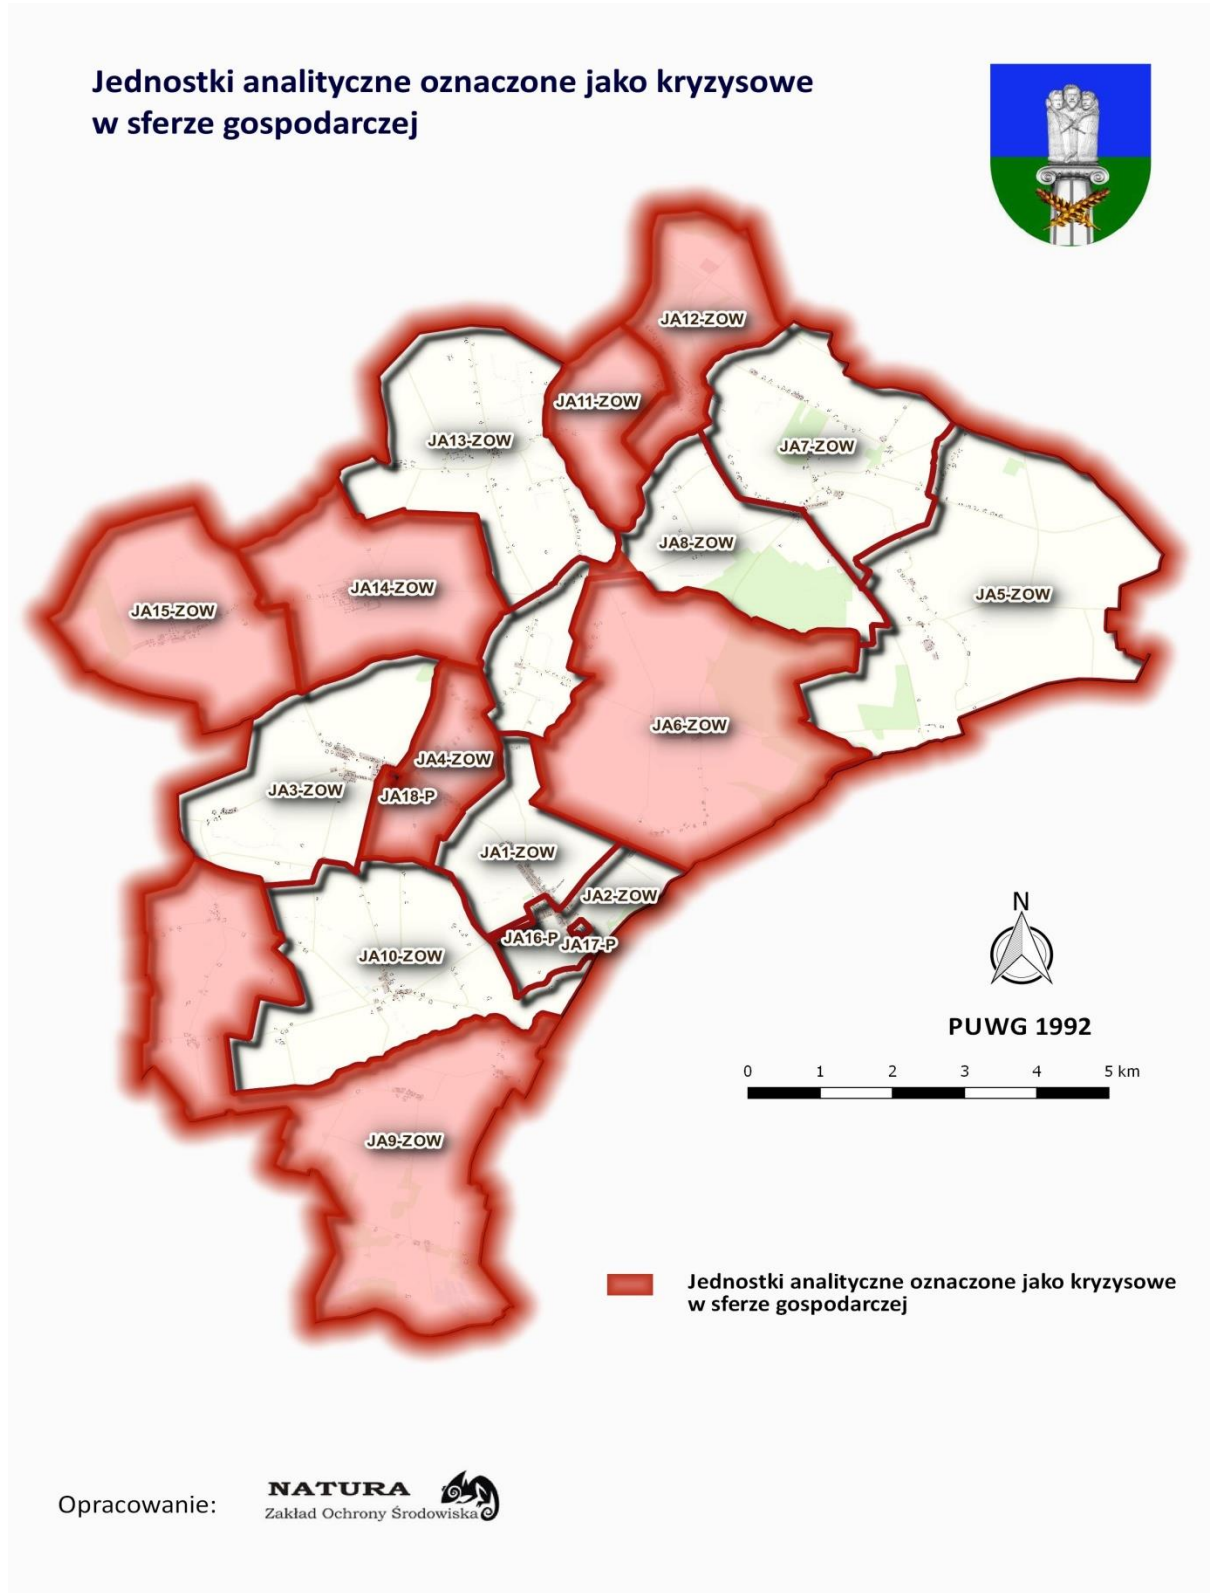 Jednostki analityczne oznaczone jako kryzysowe
w sferze gospodarczej
JA12-ZOW
JA11-ZOW
JA13-ZOW
JA7-ZOW
JA8-ZOW
JA14-ZOW
JA5-ZOW
JA15-ZOW
JA6-ZOW
JA4-ZOW
JA3-ZOW
JA18-P
JA1-ZOW
JA2-ZOW
JA16-P
JA17-P
JA10-ZOW
N
PUWG 1992
0 1 2 3 4 5 km
JA9-ZOW
Jednostki analityczne oznaczone jako kryzysowe
w sferze gospodarczej
Opracowanie:
NATURA
Zakład Ochrony Środowiska